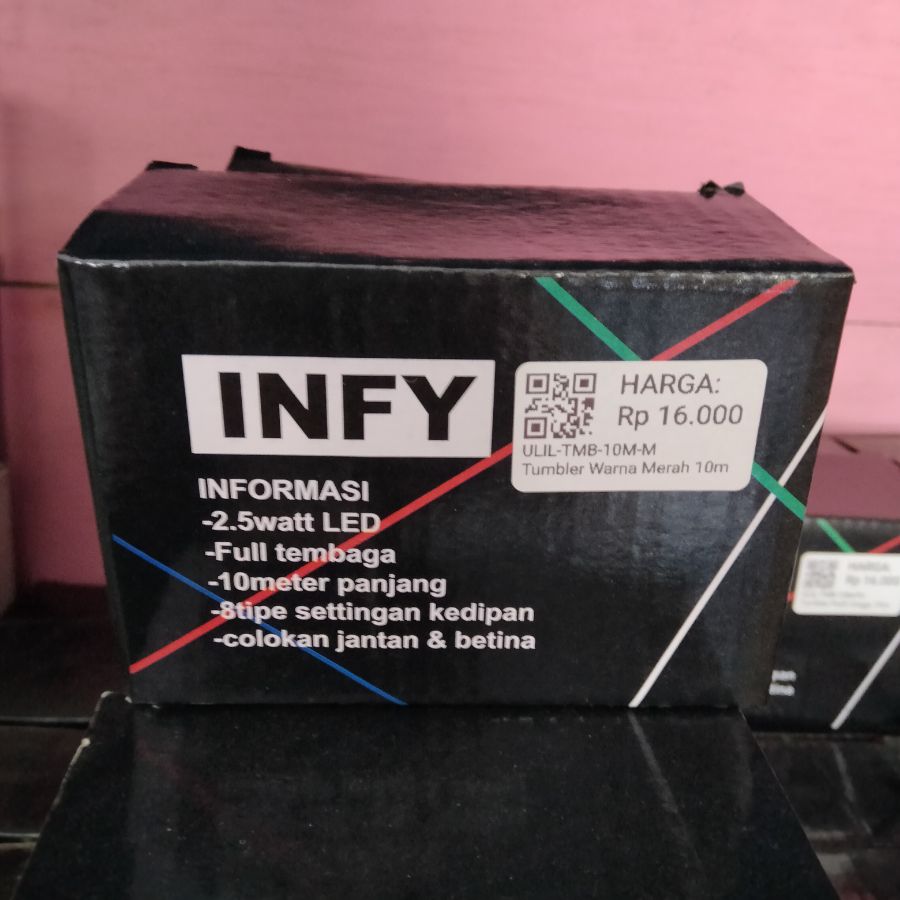 INFY
HARGA:
Rp 16.000
ULIL-TMB-10M-M
Tumbler Warna Merah 10m
INFORMASI
-2.5watt LED
-Full tembaga
-10meter panjang
-8tipe settingan kedipan
-colokan jantan & betina
HARGA
Rp 16.000